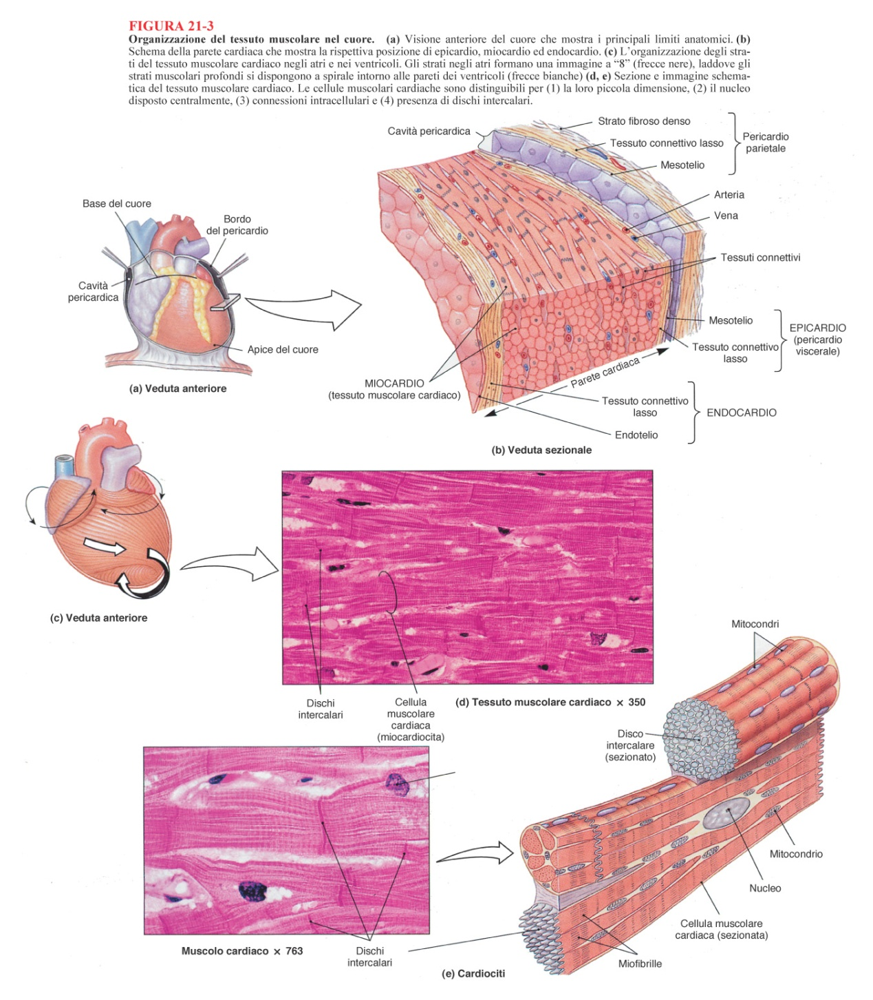 FIGURA 21-3
Organizzazione del tessuto muscolare nel cuore. (a) Visione anteriore del cuore che mostra i principali limiti anatomici. (b)
Schema della parete cardiaca che mostra la rispettiva posizione di epicardio, miocardio ed endocardio. (c) L'organizzazione degli stra-
ti del tessuto muscolare cardiaco negli atri e nei ventricoli. Gli strati negli atri formano una immagine a “8” (frecce nere), laddove gli
strati muscolari profondi si dispongono a spirale intorno alle pareti dei ventricoli (frecce bianche) (d, e) Sezione e immagine schema-
tica del tessuto muscolare cardiaco. Le cellule muscolari cardiache sono distinguibili per (1) la loro piccola dimensione, (2) il nucleo
disposto centralmente, (3) connessioni intracellulari e (4) presenza di dischi intercalari.
Cavità pericardica
Strato fibroso denso
Tessuto connettivo lasso
Mesotelio
Pericardio
parietale
Arteria
Vena
Tessuti connettivi
Mesotelio
Tessuto connettivo
lasso
EPICARDIO
(pericardio
viscerale)
Parete cardiaca
MIOCARDIO
(tessuto muscolare cardiaco)
Tessuto connettivo
lasso
Endotelio
ENDOCARDIO
(b) Veduta sezionale
Base del cuore
Bordo
del pericardio
Cavità
pericardica
Apice del cuore
(a) Veduta anteriore
(c) Veduta anteriore
Dischi
intercalari
Cellula
muscolare
cardiaca
(miocardiocita)
(d) Tessuto muscolare cardiaco × 350
Mitocondri
Disco
intercalare
(sezionato)
Mitocondrio
Nucleo
Cellula muscolare
cardiaca (sezionata)
Miofibrille
Muscolo cardiaco × 763
Dischi
intercalari
(e) Cardiociti